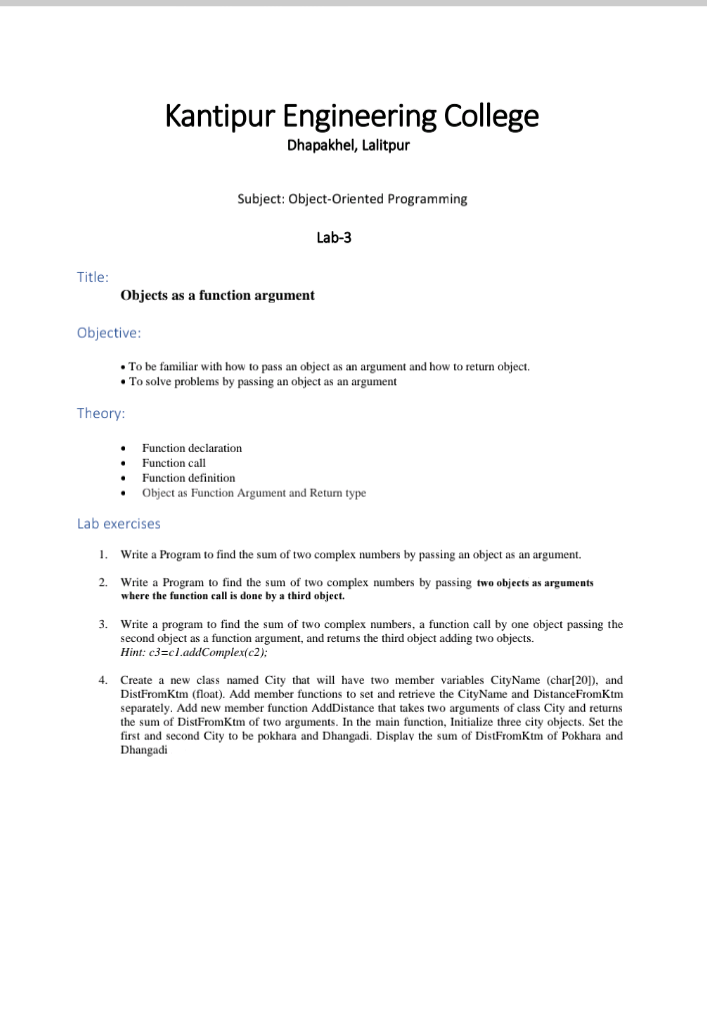 Kantipur Engineering College
Dhapakhel, Lalitpur
Subject: Object-Oriented Programming
Lab-3
Title:
Objects as a function argument
Objective:
• To be familiar with how to pass an object as an argument and how to return object.
• To solve problems by passing an object as an argument
Theory:
• Function declaration
• Function call
• Function definition
• Object as Function Argument and Return type
Lab exercises
1. Write a Program to find the sum of two complex numbers by passing an object as an argument.
2. Write a Program to find the sum of two complex numbers by passing two objects as arguments
where the function call is done by a third object.
3. Write a program to find the sum of two complex numbers, a function call by one object passing the
second object as a function argument, and returns the third object adding two objects.
Hint: c3=c1.addComplex(c2);
4. Create a new class named City that will have two member variables CityName (char[20]), and
DistFromKtm (float). Add member functions to set and retrieve the CityName and DistanceFromKtm
separately. Add new member function AddDistance that takes two arguments of class City and returns
the sum of DistFromKtm of two arguments. In the main function, Initialize three city objects. Set the
first and second City to be pokhara and Dhangadi. Display the sum of DistFromKtm of Pokhara and
Dhangadi